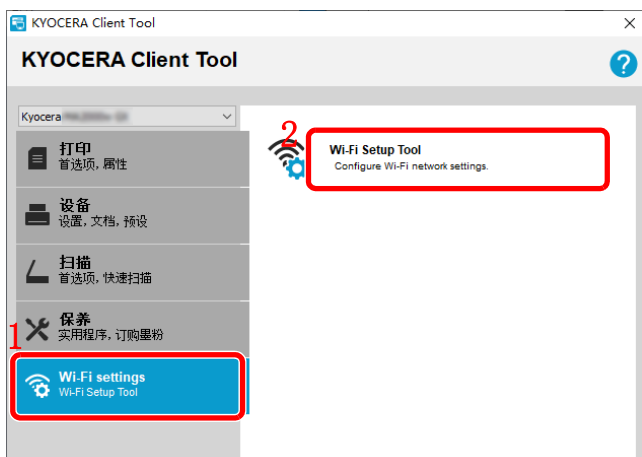 KYOCERA Client Tool
KYOCERA Client Tool
?
Kyocera
打印
首选项, 属性
设备
设置, 文档, 预设
扫描
首选项, 快速扫描
1
保养
实用程序, 订购墨粉
Wi-Fi settings
Wi-Fi Setup Tool
2
Wi-Fi Setup Tool
Configure Wi-Fi network settings.